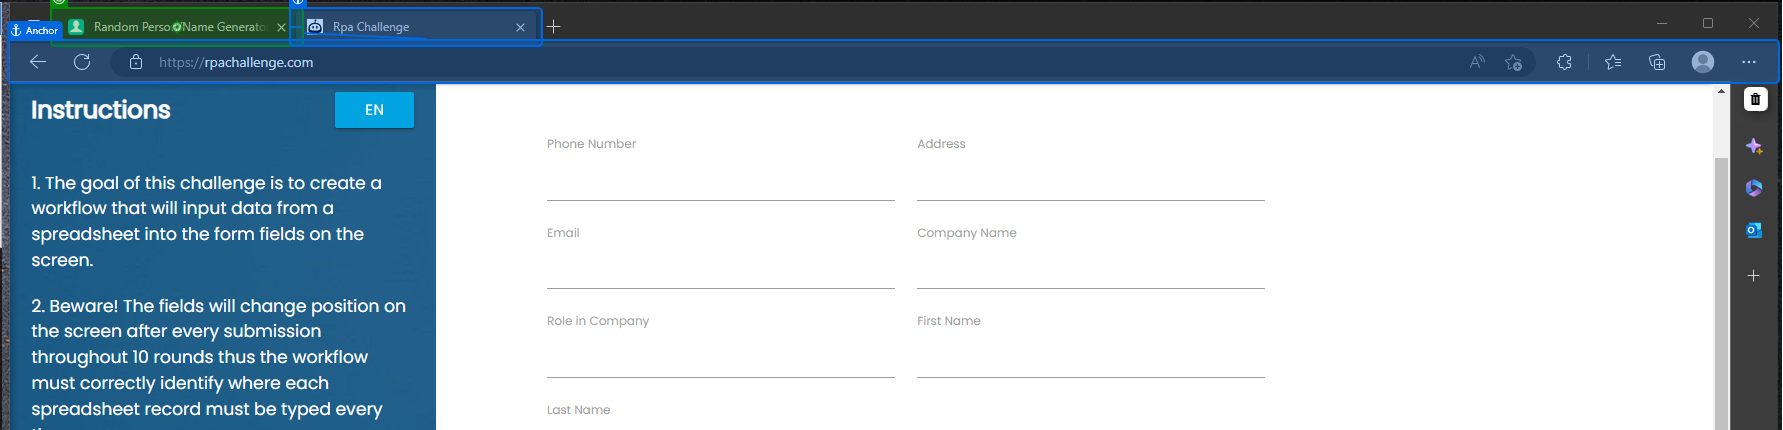 Random Perso Name Generato
Rpa Challenge
Anchor
https://rpachallenge.com
Instructions
EN
Phone Number
Address
1. The goal of this challenge is to create a
workflow that will input data from a
spreadsheet into the form fields on the
screen.
Email
Company Name
2. Beware! The fields will change position on
the screen after every submission
throughout 10 rounds thus the workflow
must correctly identify where each
spreadsheet record must be typed every
Role in Company
First Name
Last Name